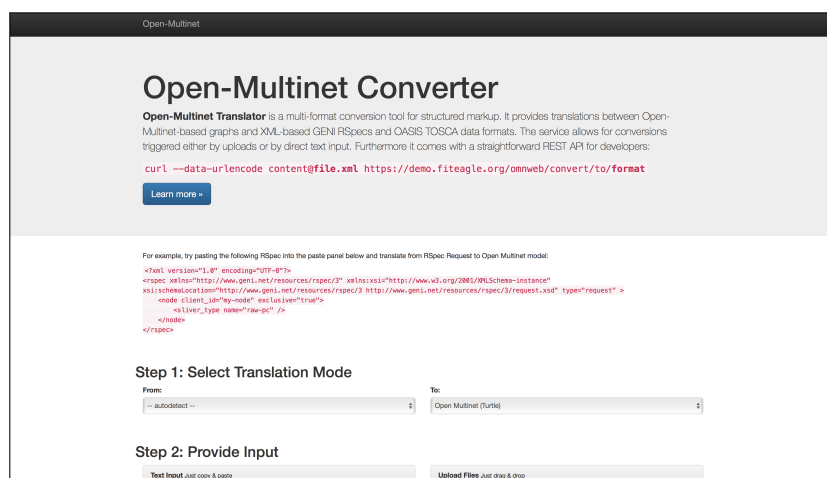 Open-Multinet
Open-Multinet Converter
Open-Multinet Translator is a multi-format conversion tool for structured markup. It provides translations between Open-
Multinet-based graphs and XML-based GENI RSpecs and OASIS TOSCA data formats. The service allows for conversions
triggered either by uploads or by direct text input. Furthermore it comes with a straightforward REST API for developers:
curl --data-urlencode content@file.xml https://demo.fiteagle.org/omnweb/convert/to/format
Learn more »
For example, try pasting the following RSpec into the paste panel below and translate from RSpec Request to Open Multinet model:
<?xml version="1.0" encoding="UTF-8"?>
<rspec xmlns="http://www.geni.net/resources/rspec/3" xmlns:xsi="http://www.w3.org/2001/XMLSchema-instance"
xsi:schemaLocation="http://www.geni.net/resources/rspec/3 http://www.geni.net/resources/rspec/3/request.xsd" type="request" >
<node client_id="my-node" exclusive="true">
<sliver_type name="raw-pc" />
</node>
</rspec>
Step 1: Select Translation Mode
From:
To:
-- autodetect --
Open Multinet (Turtle)
Step 2: Provide Input
Text Input Just copy & paste
Upload Files Just drag & drop